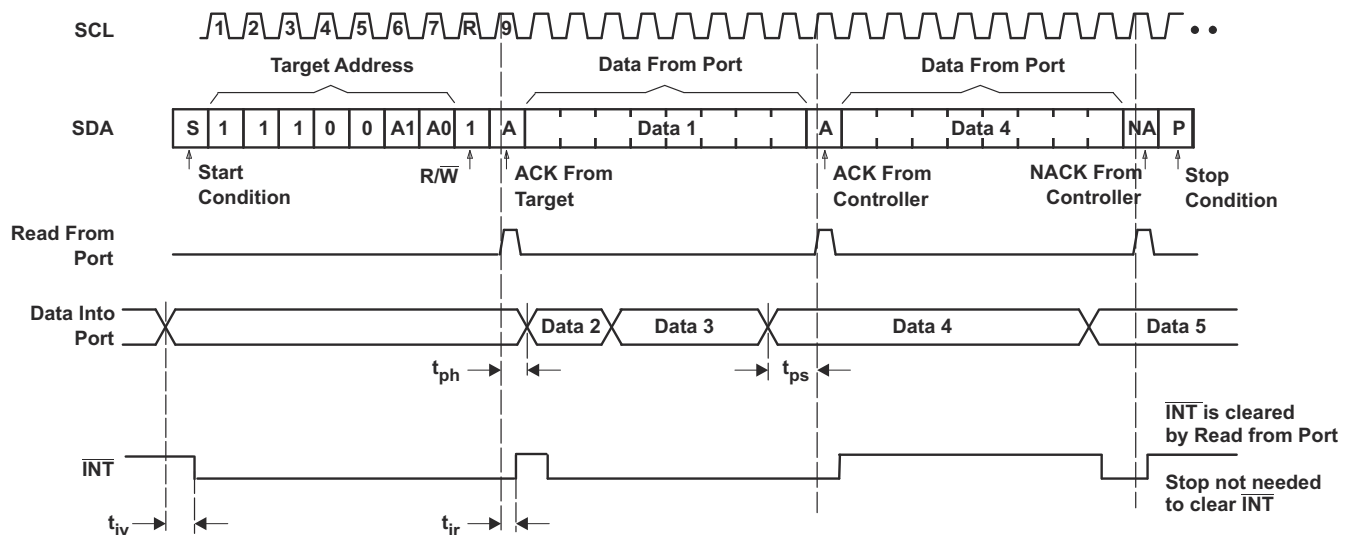 SCL 1 2 3 4 5 6 7 R 9
Target Address Data From Port Data From Port
SDA S 1 1 1 0 0 A1 A0 1 A Data 1 A Data 4 NA P
Start
Condition
R/W̅
ACK From
Target
ACK From
Controller
NACK From
Controller
Stop
Condition
Read From
Port
Data Into
Port
Data 2 Data 3 Data 4 Data 5
tph tps
I̅N̅T̅ is cleared
by Read from Port
I̅N̅T̅
Stop not needed
to clear I̅N̅T̅
tiv tir